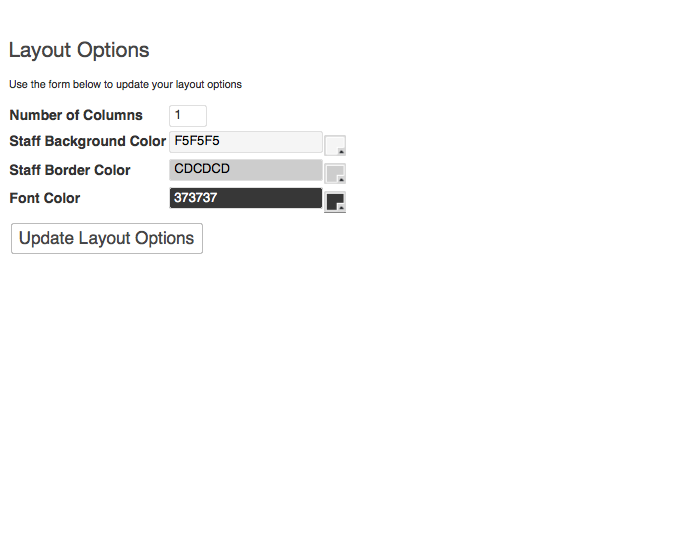 Layout Options
Use the form below to update your layout options
Number of Columns 1
Staff Background Color F5F5F5
Staff Border Color CDCDCD
Font Color 373737
Update Layout Options